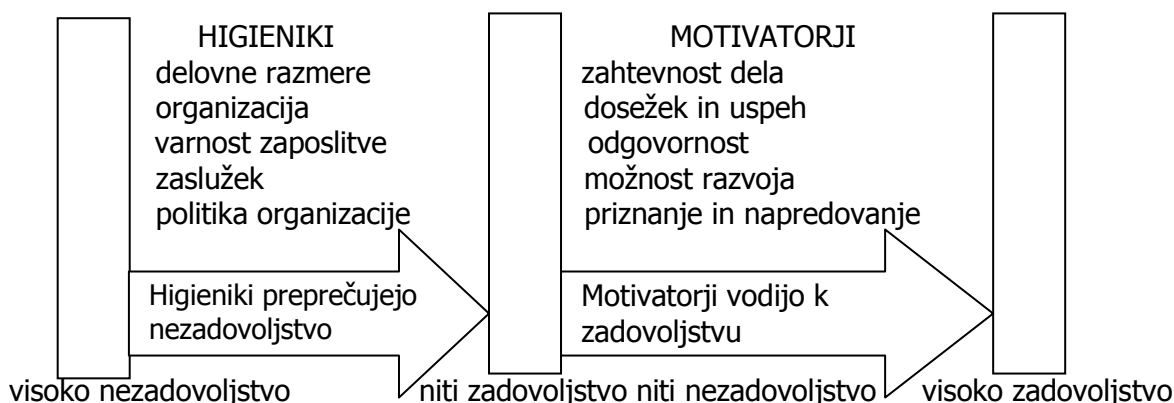 HIGIENIKI
delovne razmere
organizacija
varnost zaposlitve
zaslužek
politika organizacije
Higieniki preprečujejo
nezadovoljstvo
MOTIVATORJI
zahtevnost dela
dosežek in uspeh
odgovornost
možnost razvoja
priznanje in napredovanje
Motivatorji vodijo k
zadovoljstvu
visoko nezadovoljstvo
niti zadovoljstvo niti nezadovoljstvo
visoko zadovoljstvo